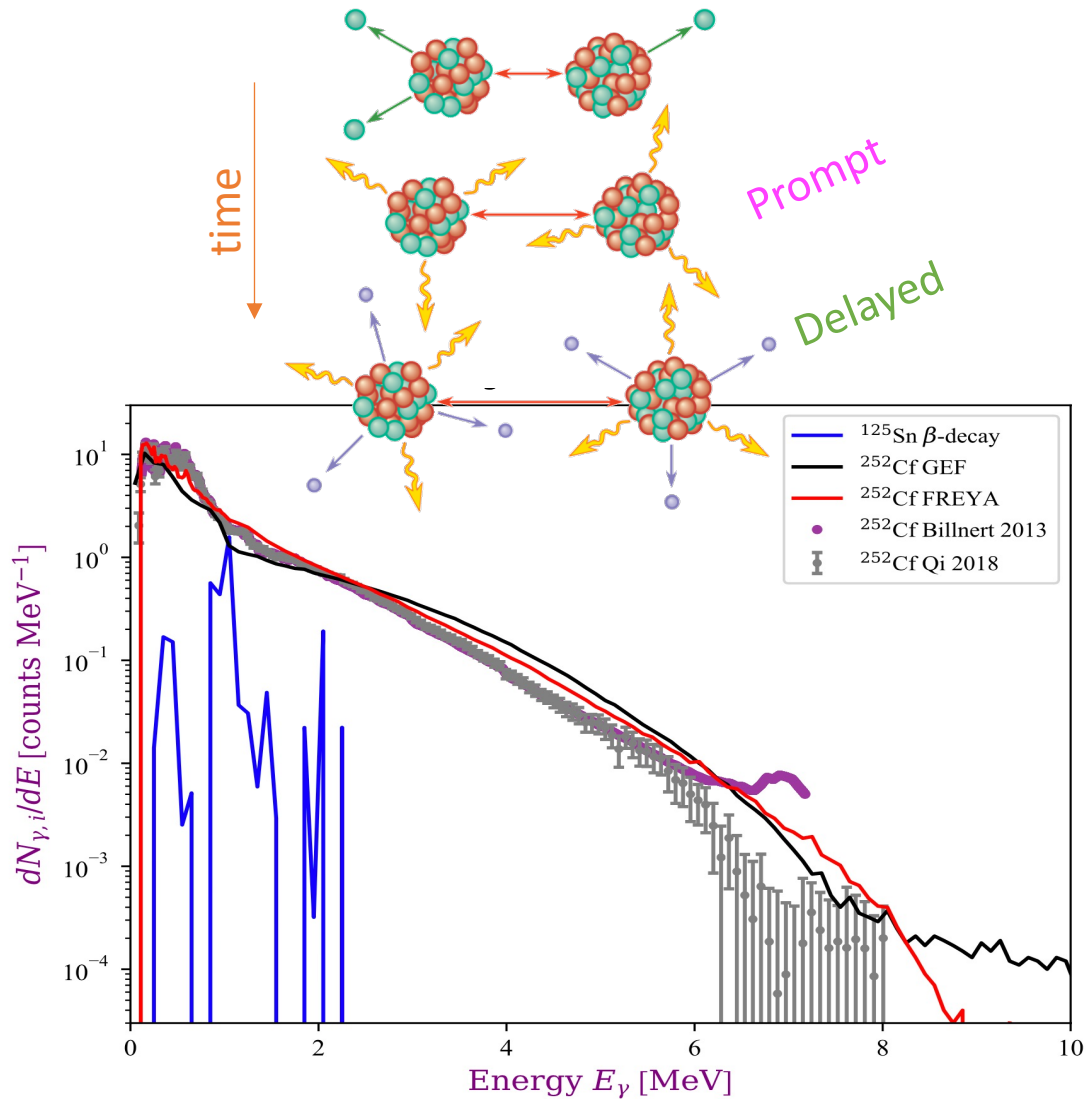 time
Prompt
Delayed
¹²⁵Sn β-decay
²⁵²Cf GEF
²⁵²Cf FREYA
²⁵²Cf Billnert 2013
²⁵²Cf Qi 2018
10¹
10⁰
10⁻¹
10⁻²
10⁻³
10⁻⁴
dN_γ,i/dE [counts MeV⁻¹]
0 2 4 6 8 10
Energy E_γ [MeV]